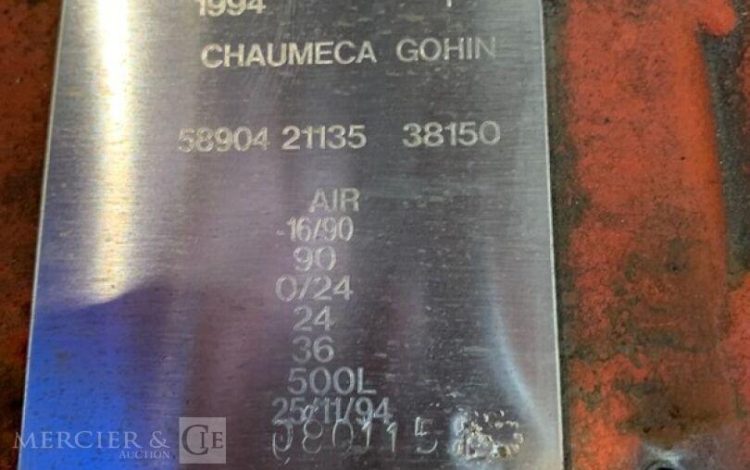 1994
CHAUMECA GOHIN
58904 21135 38150
AIR
-16/90
90
0/24
24
36
500L
25/11/94
080115
MERCIER & CIE
AUCTION